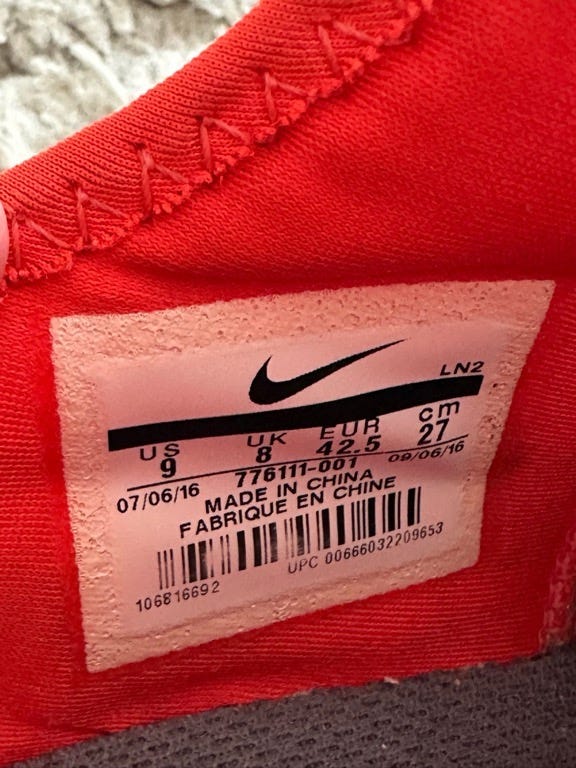 LN2
US UK EUR cm
9 8 42.5 27
07/06/16 776111-001 09/06/16
MADE IN CHINA
FABRIQUE EN CHINE
106816692 UPC 00666032209653